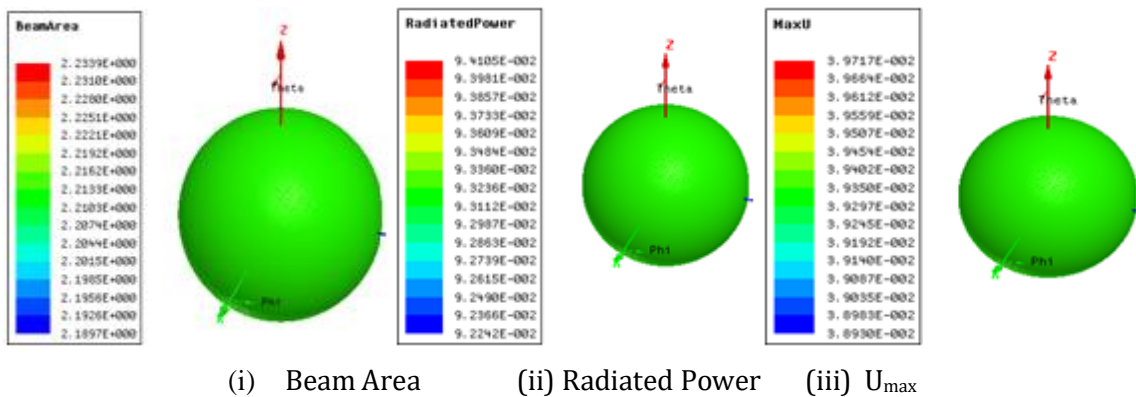 BeamArea
2.2339E+000
2.2310E+000
2.2280E+000
2.2251E+000
2.2221E+000
2.2192E+000
2.2162E+000
2.2133E+000
2.2103E+000
2.2074E+000
2.2044E+000
2.2015E+000
2.1985E+000
2.1956E+000
2.1926E+000
2.1897E+000
Z
Theta
Phi
X
RadiatedPower
9.4105E-002
9.3981E-002
9.3857E-002
9.3733E-002
9.3609E-002
9.3484E-002
9.3360E-002
9.3236E-002
9.3112E-002
9.2987E-002
9.2863E-002
9.2739E-002
9.2615E-002
9.2490E-002
9.2366E-002
9.2242E-002
Z
Theta
Phi
X
MaxU
3.9717E-002
3.9664E-002
3.9612E-002
3.9559E-002
3.9507E-002
3.9454E-002
3.9402E-002
3.9350E-002
3.9297E-002
3.9245E-002
3.9192E-002
3.9140E-002
3.9087E-002
3.9035E-002
3.8983E-002
3.8930E-002
Z
Theta
Phi
X
(i) Beam Area (ii) Radiated Power (iii) Umax